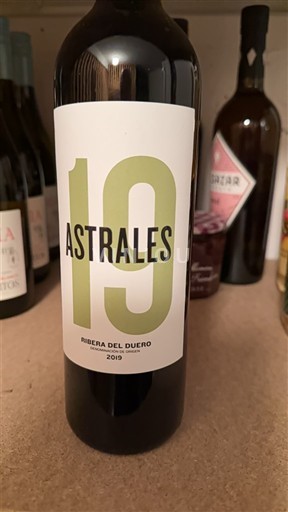 19
ASTRALES
RIBERA DEL DUERO
DENOMINACIÓN DE ORIGEN
2019